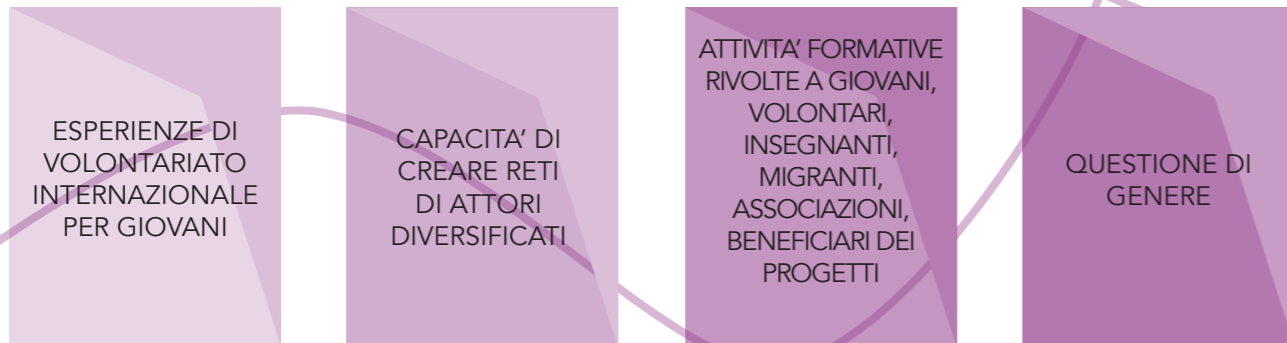 ESPERIENZE DI
VOLONTARIATO
INTERNAZIONALE
PER GIOVANI
CAPACITA’ DI
CREARE RETI
DI ATTORI
DIVERSIFICATI
ATTIVITA’ FORMATIVE
RIVOLTE A GIOVANI,
VOLONTARI,
INSEGNANTI,
MIGRANTI,
ASSOCIAZIONI,
BENEFICIARI DEI
PROGETTI
QUESTIONE DI
GENERE